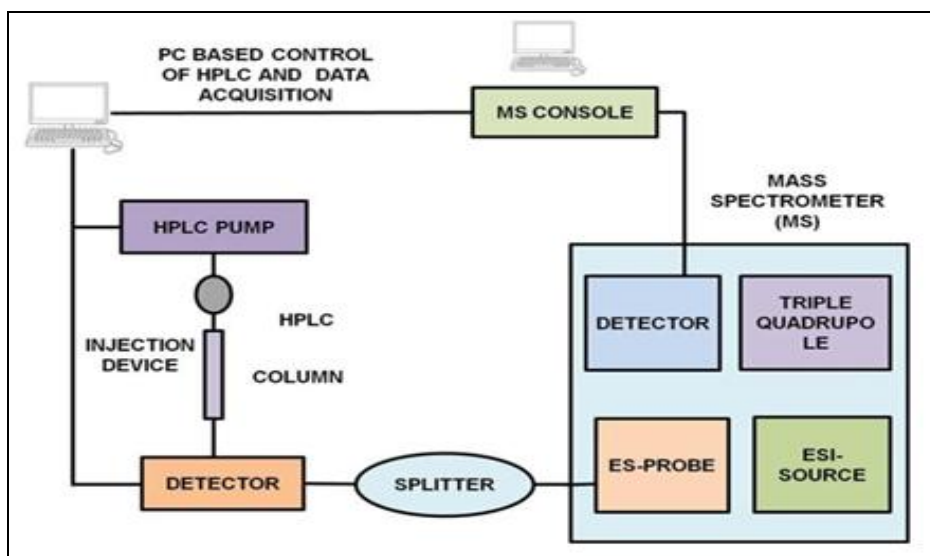 PC BASED CONTROL
OF HPLC AND DATA
ACQUISITION
MS CONSOLE
MASS
SPECTROMETER
(MS)
HPLC PUMP
HPLC
INJECTION
DEVICE
COLUMN
DETECTOR
TRIPLE
QUADRUPO
LE
DETECTOR
SPLITTER
ES-PROBE
ESI-
SOURCE